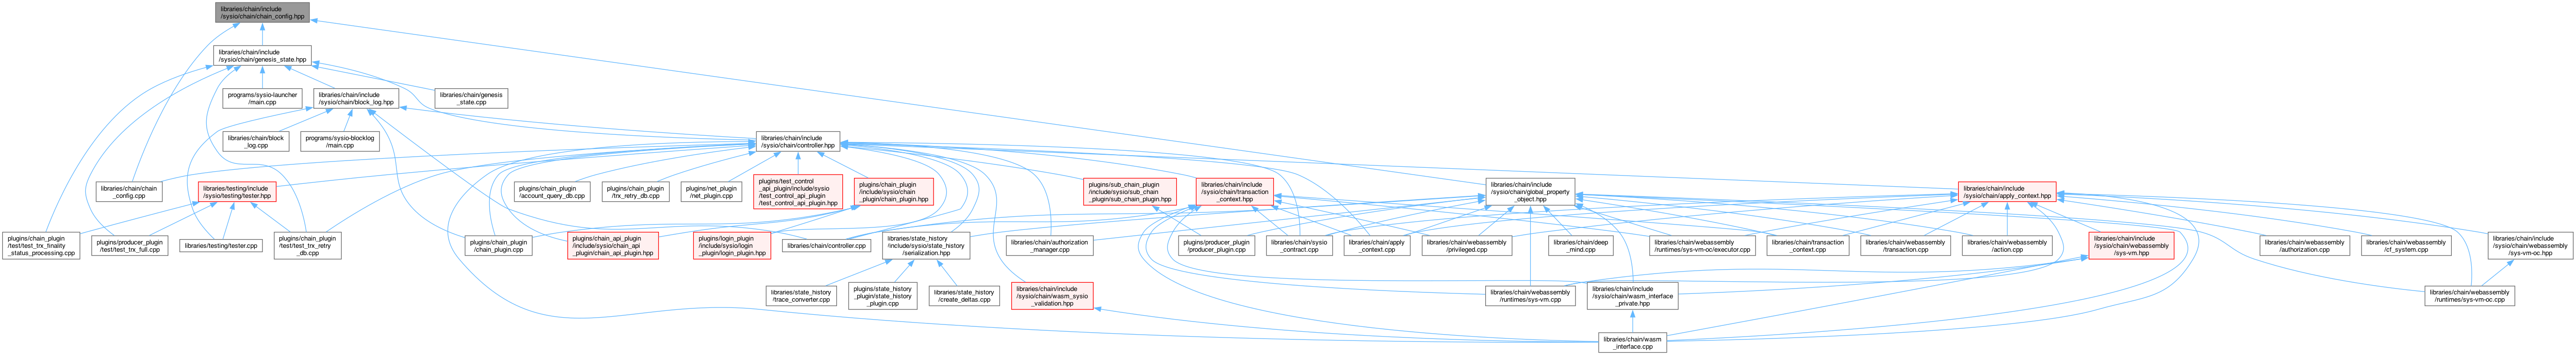 libraries/chain/include
/sysio/chain/chain_config.hpp
libraries/chain/include
/sysio/chain/genesis_state.hpp
programs/sysio-launcher
/main.cpp
libraries/chain/include
/sysio/chain/block_log.hpp
libraries/chain/genesis
_state.cpp
libraries/chain/block
_log.cpp
programs/sysio-blocklog
/main.cpp
libraries/chain/include
/sysio/chain/controller.hpp
libraries/chain/chain
_config.cpp
libraries/testing/include
/sysio/testing/tester.hpp
plugins/chain_plugin
/account_query_db.cpp
plugins/chain_plugin
/trx_retry_db.cpp
plugins/net_plugin
/net_plugin.cpp
plugins/test_control
_api_plugin/include/sysio
/test_control_api_plugin
/test_control_api_plugin.hpp
plugins/chain_plugin
/include/sysio/chain
_plugin/chain_plugin.hpp
plugins/sub_chain_plugin
/include/sysio/sub_chain
_plugin/sub_chain_plugin.hpp
libraries/chain/include
/sysio/chain/transaction
_context.hpp
libraries/chain/include
/sysio/chain/global_property
_object.hpp
libraries/chain/include
/sysio/chain/apply_context.hpp
plugins/chain_plugin
/test/test_trx_finality
_status_processing.cpp
plugins/producer_plugin
/test/test_trx_full.cpp
libraries/testing/tester.cpp
plugins/chain_plugin
/test/test_trx_retry
_db.cpp
plugins/chain_plugin
/chain_plugin.cpp
plugins/chain_api_plugin
/include/sysio/chain_api
_plugin/chain_api_plugin.hpp
plugins/login_plugin
/include/sysio/login
_plugin/login_plugin.hpp
libraries/chain/controller.cpp
libraries/state_history
/include/sysio/state_history
/serialization.hpp
libraries/chain/authorization
_manager.cpp
plugins/producer_plugin
/producer_plugin.cpp
libraries/chain/sysio
_contract.cpp
libraries/chain/apply
_context.cpp
libraries/chain/webassembly
/privileged.cpp
libraries/chain/deep
_mind.cpp
libraries/chain/webassembly
/runtimes/sys-vm-oc/executor.cpp
libraries/chain/transaction
_context.cpp
libraries/chain/webassembly
/transaction.cpp
libraries/chain/webassembly
/action.cpp
libraries/chain/include
/sysio/chain/webassembly
/sys-vm.hpp
libraries/chain/webassembly
/authorization.cpp
libraries/chain/webassembly
/cf_system.cpp
libraries/chain/include
/sysio/chain/webassembly
/sys-vm-oc.hpp
libraries/state_history
/trace_converter.cpp
plugins/state_history
_plugin/state_history
_plugin.cpp
libraries/state_history
/create_deltas.cpp
libraries/chain/include
/sysio/chain/wasm_sysio
_validation.hpp
libraries/chain/webassembly
/runtimes/sys-vm.cpp
libraries/chain/include
/sysio/chain/wasm_interface
_private.hpp
libraries/chain/webassembly
/runtimes/sys-vm-oc.cpp
libraries/chain/wasm
_interface.cpp